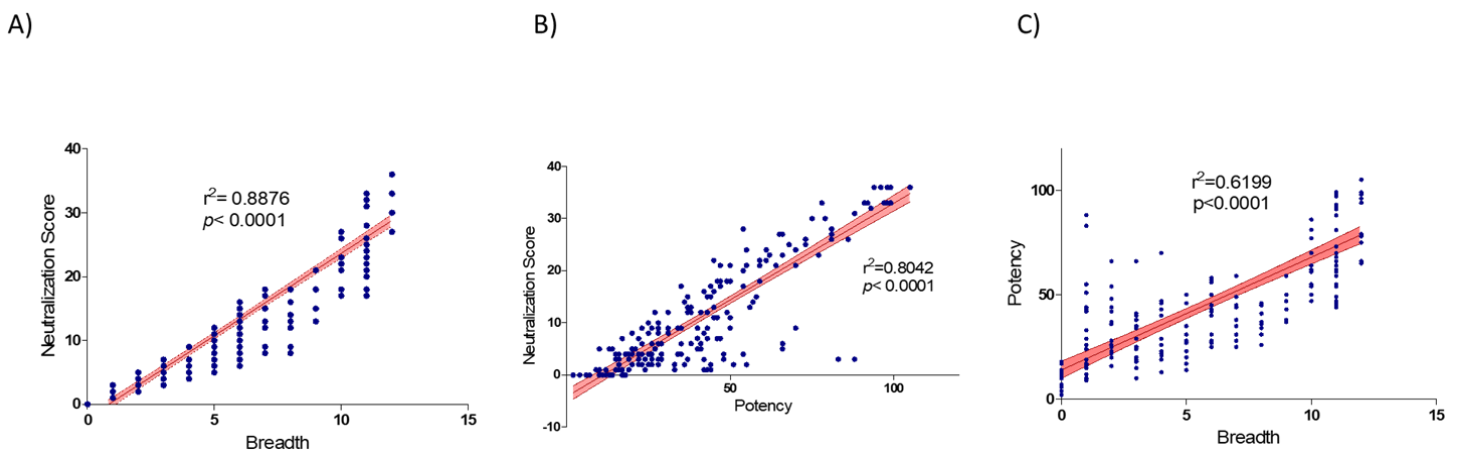 A)
B)
C)
40
30
20
10
0
Neutralization Score
r²= 0.8876
p< 0.0001
0
5
10
15
Breadth
40
30
20
10
0
-10
Neutralization Score
r²=0.8042
p< 0.0001
50
100
Potency
100
50
0
Potency
r²=0.6199
p<0.0001
0
5
10
15
Breadth